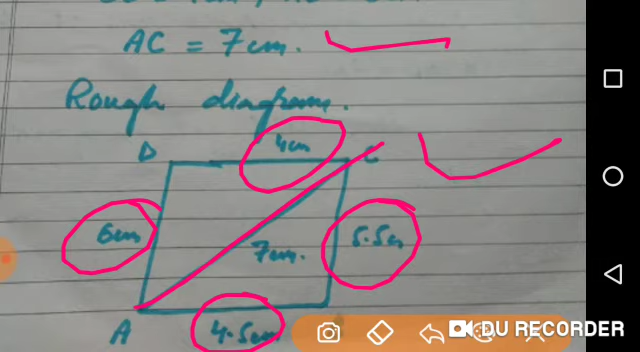 AC = 7cm.
Rough diagram.
D 4cm C
6cm 7cm. 5.5cm
A 4.5cm
DU RECORDER